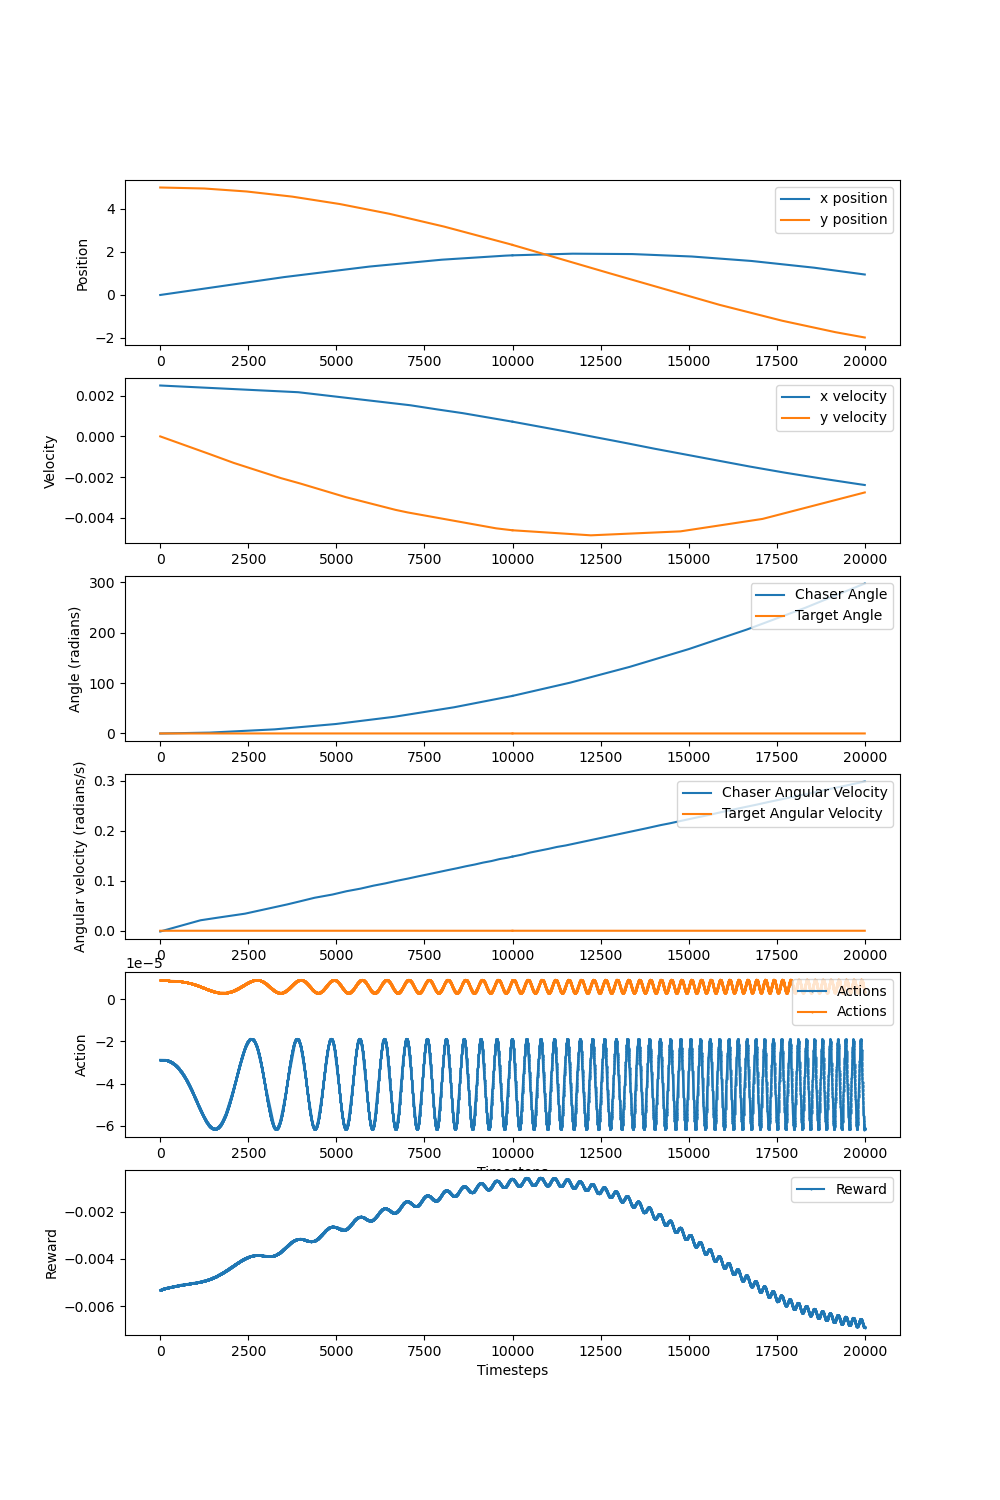 4
2
0
−2
Position
x position
y position
0 2500 5000 7500 10000 12500 15000 17500 20000
0.002
0.000
−0.002
−0.004
Velocity
x velocity
y velocity
0 2500 5000 7500 10000 12500 15000 17500 20000
300
200
100
0
Angle (radians)
Chaser Angle
Target Angle
0 2500 5000 7500 10000 12500 15000 17500 20000
0.3
0.2
0.1
0.0
Angular velocity (radians/s)
Chaser Angular Velocity
Target Angular Velocity
0 2500 5000 7500 10000 12500 15000 17500 20000
1e−5
0
−2
−4
−6
Action
Actions
Actions
0 2500 5000 7500 10000 12500 15000 17500 20000
Timesteps
−0.002
−0.004
−0.006
Reward
Reward
0 2500 5000 7500 10000 12500 15000 17500 20000
Timesteps